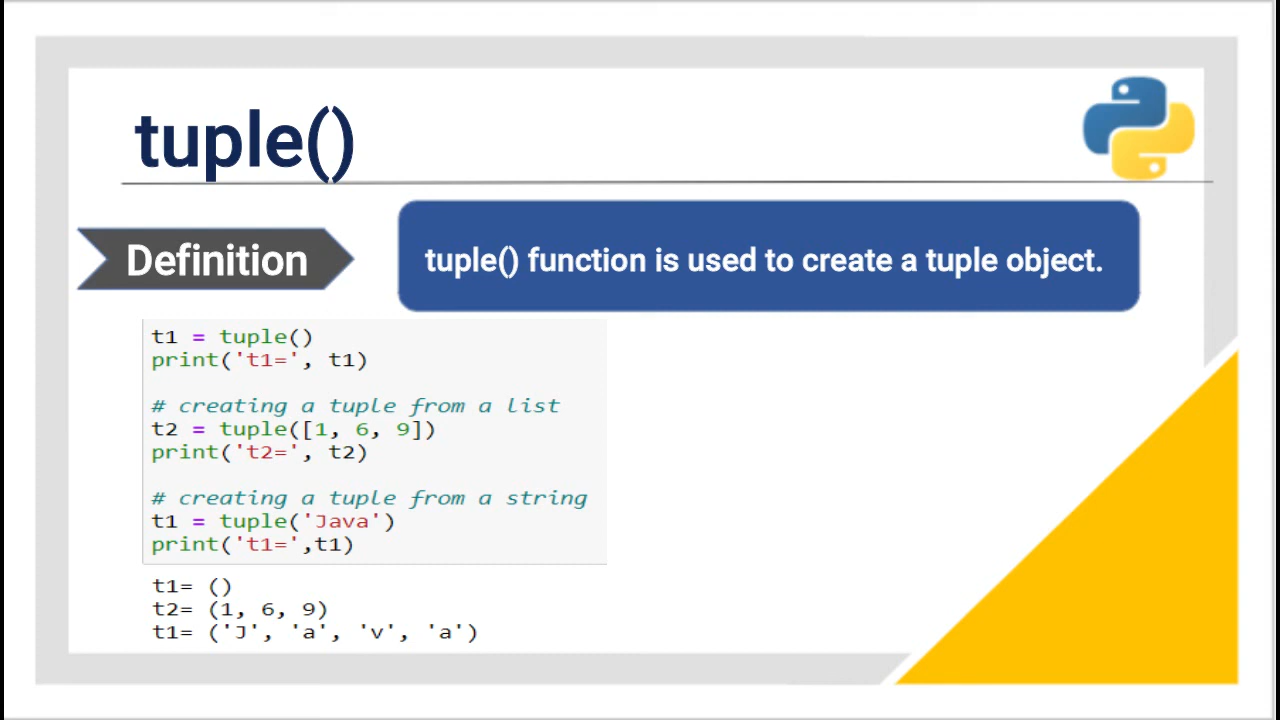 tuple()
Definition
tuple() function is used to create a tuple object.
t1 = tuple()
print('t1=', t1)
# creating a tuple from a list
t2 = tuple([1, 6, 9])
print('t2=', t2)
# creating a tuple from a string
t1 = tuple('Java')
print('t1=',t1)
t1= ()
t2= (1, 6, 9)
t1= ('J', 'a', 'v', 'a')